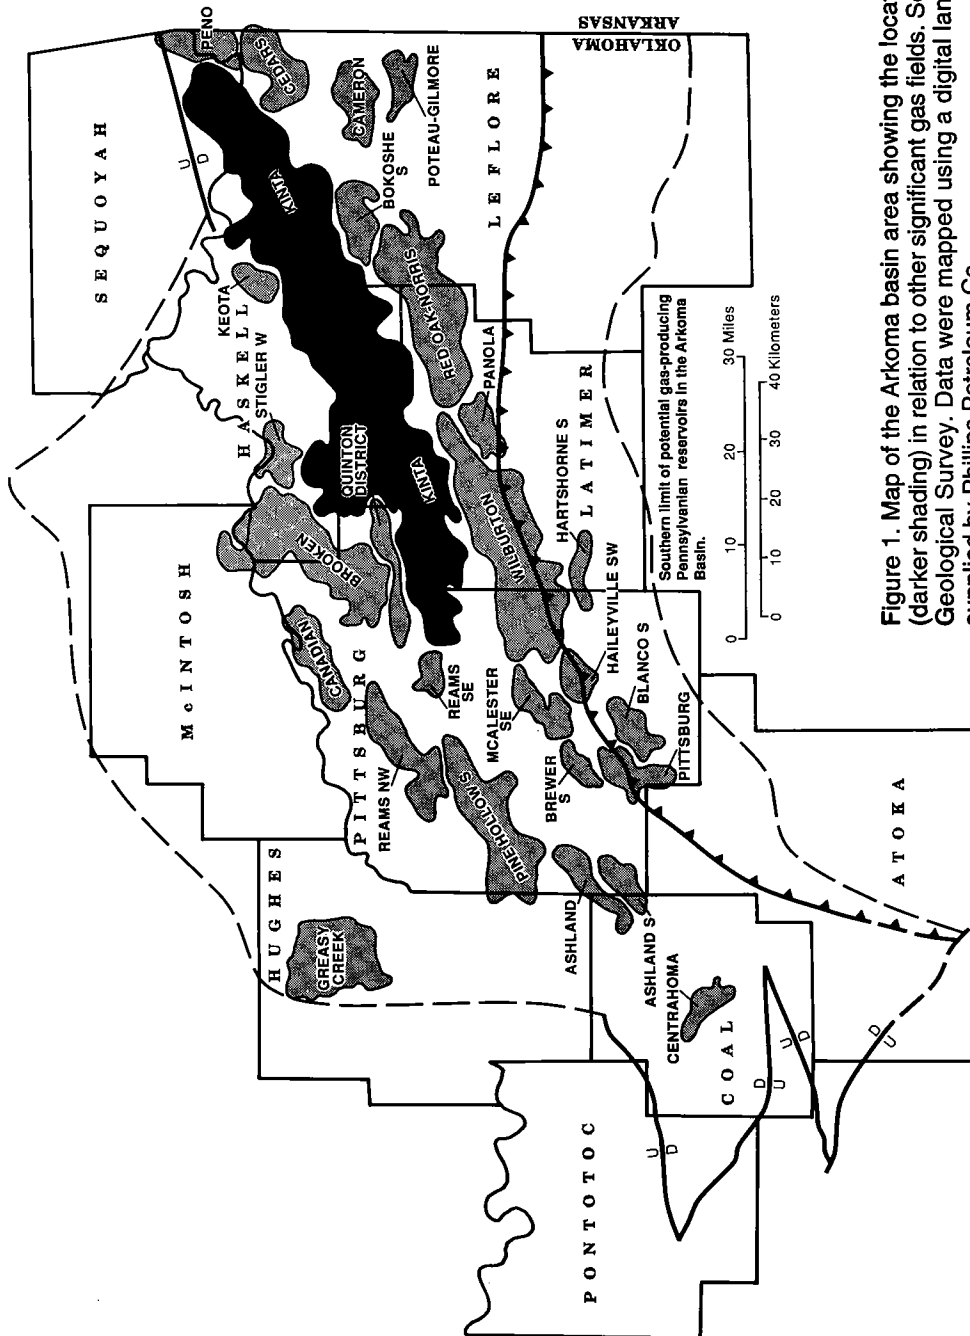 ARKANSAS
OKLAHOMA
SEQUOYAH
PENO
CEDARS
CAMERON
POTEAU-GILMORE
BOKOSHE
S
LE FLORE
U
D
KINTA
KEOTA
HASKELL
STIGLER W
RED OAK-NORRIS
PANOLA
McINTOSH
QUINTON
DISTRICT
KINTA
BROOKEN
WILBURTON
HARTSHORNE S
LATIMER
CANADIAN
PITTSBURG
REAMS
SE
REAMS NW
MCALESTER
SE
HAILEYVILLE SW
BLANCO S
BREWER
S
PITTSBURG
PINE HOLLOW S
HUGHES
GREASY
CREEK
ASHLAND
ASHLAND S
CENTRAHOMA
COAL
ATOKA
PONTOTOC
U
D
D
U
U
D
D
U
Southern limit of potential gas-producing
Pennsylvanian reservoirs in the Arkoma
Basin.
0 10 20 30 Miles
0 10 20 30 40 Kilometers
Figure 1. Map of the Arkoma basin area showing the locat
(darker shading) in relation to other significant gas fields. S
Geological Survey. Data were mapped using a digital lan
supplied by Phillips Petroleum Co